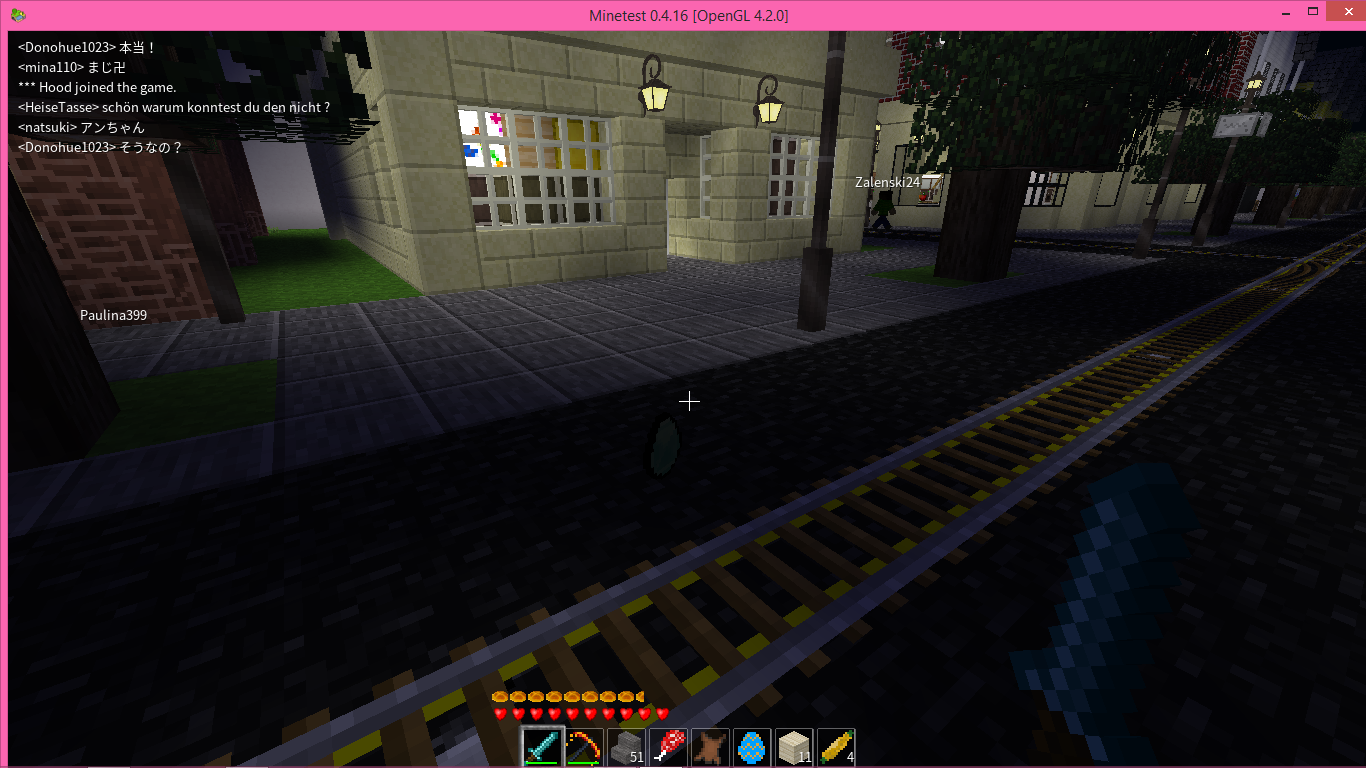 Minetest 0.4.16 [OpenGL 4.2.0]
<Donohue1023> 本当！
<mina110> まじ卍
*** Hood joined the game.
<HeiseTasse> schön warum konntest du den nicht ?
<natsuki> アンちゃん
<Donohue1023> そうなの？
Zalenski24
Paulina399
51
11
4